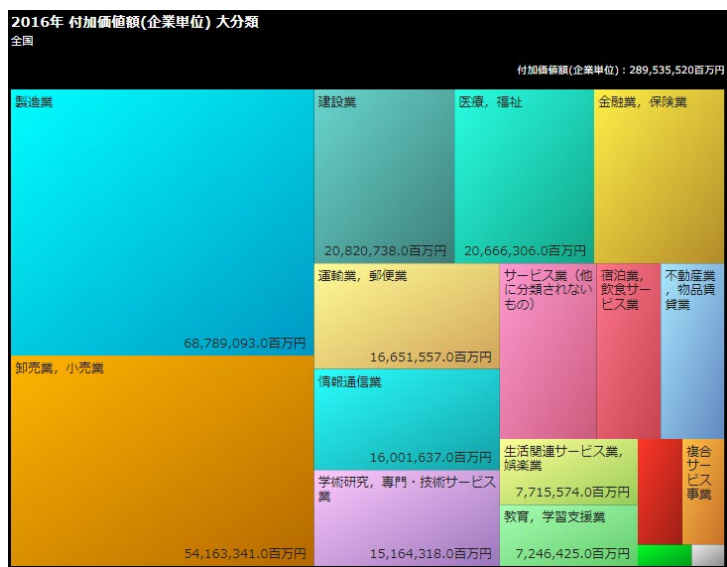 2016年 付加価値額(企業単位) 大分類
全国
付加価値額(企業単位)：289,535,520百万円
製造業
68,789,093.0百万円
卸売業，小売業
54,163,341.0百万円
建設業
20,820,738.0百万円
医療，福祉
20,666,306.0百万円
金融業，保険業
運輸業，郵便業
16,651,557.0百万円
情報通信業
16,001,637.0百万円
学術研究，専門・技術サービス
業
15,164,318.0百万円
サービス業（他
に分類されない
もの）
宿泊業，
飲食サー
ビス業
不動産業
，物品賃
貸業
生活関連サービス業，
娯楽業
7,715,574.0百万円
教育，学習支援業
7,246,425.0百万円
複合
サー
ビス
事業